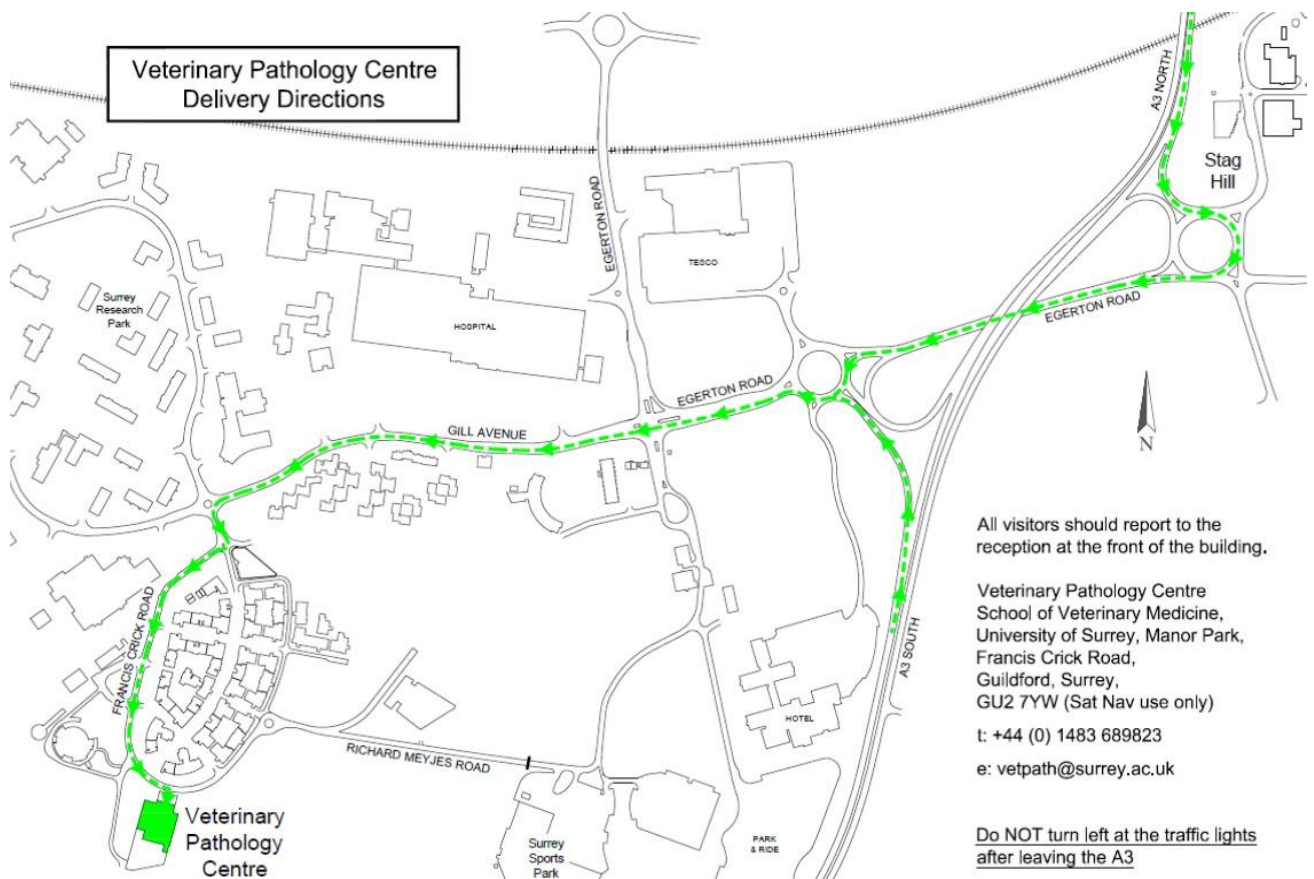 Veterinary Pathology Centre
Delivery Directions
A3 NORTH
Stag
Hill
EGERTON ROAD
TESCO
Surrey
Research
Park
HOSPITAL
EGERTON ROAD
EGERTON ROAD
GILL AVENUE
N
FRANCIS CRICK ROAD
A3 SOUTH
HOTEL
RICHARD MEYJES ROAD
Veterinary
Pathology
Centre
Surrey
Sports
Park
PARK
& RIDE
All visitors should report to the
reception at the front of the building.
Veterinary Pathology Centre
School of Veterinary Medicine,
University of Surrey, Manor Park,
Francis Crick Road,
Guildford, Surrey,
GU2 7YW (Sat Nav use only)
t: +44 (0) 1483 689823
e: vetpath@surrey.ac.uk
Do NOT turn left at the traffic lights
after leaving the A3